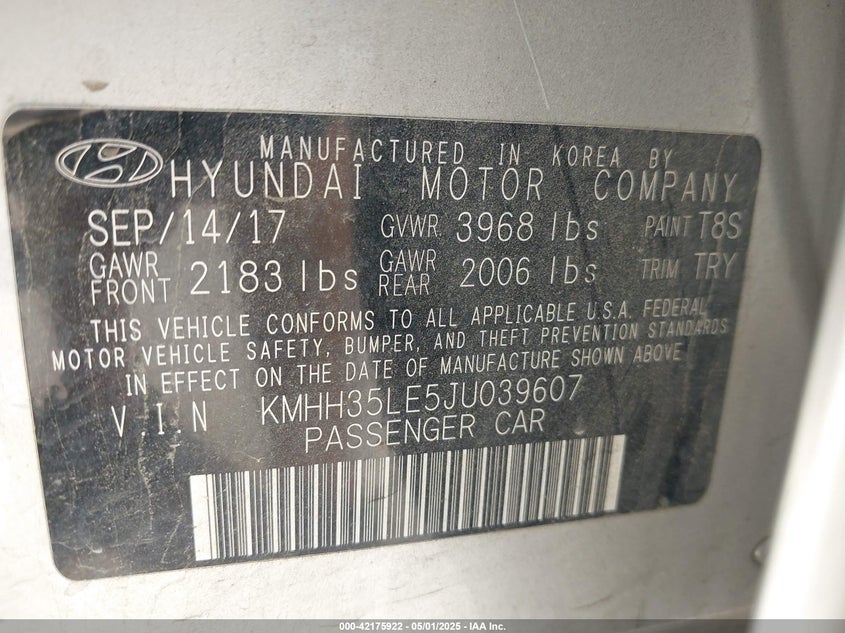 MANUFACTURED IN KOREA BY
HYUNDAI MOTOR COMPANY
SEP/14/17 GVWR 3968 lbs PAINT T8S
GAWR FRONT 2183 lbs GAWR REAR 2006 lbs TRIM TRY
THIS VEHICLE CONFORMS TO ALL APPLICABLE U.S.A. FEDERAL
MOTOR VEHICLE SAFETY, BUMPER, AND THEFT PREVENTION STANDARDS
IN EFFECT ON THE DATE OF MANUFACTURE SHOWN ABOVE
V.I.N KMHH35LE5JU039607
PASSENGER CAR
000-42175922 - 05/01/2025 - IAA Inc.